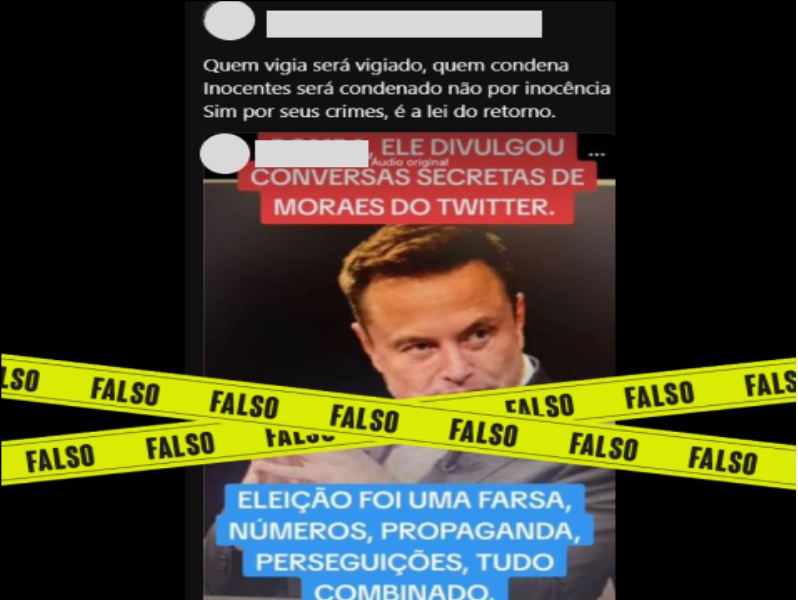 Quem vigia será vigiado, quem condena
Inocentes será condenado não por inocência
Sim por seus crimes, é a lei do retorno.
ELE DIVULGOU
Áudio original
CONVERSAS SECRETAS DE
MORAES DO TWITTER.
FALSO FALSO FALSO FALSO FALSO FALSO
FALSO FALSO FALSO FALSO FALSO
ELEIÇÃO FOI UMA FARSA,
NÚMEROS, PROPAGANDA,
PERSEGUIÇÕES, TUDO
COMBINADO.